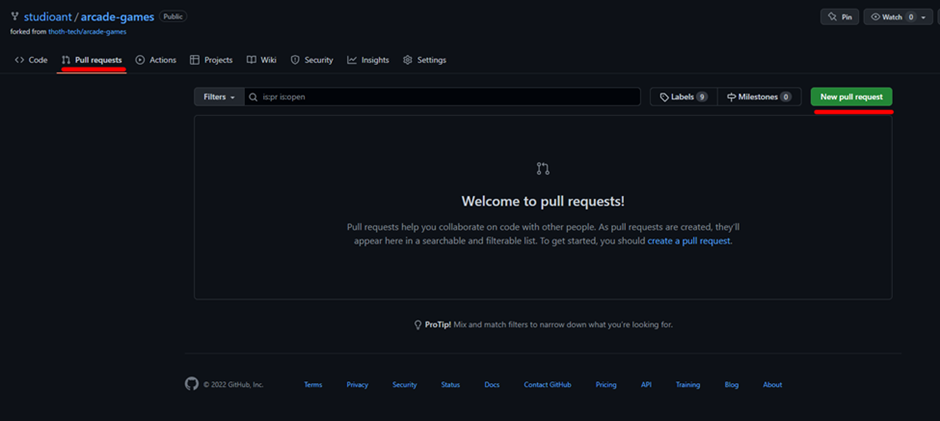 studioant / arcade-games Public
forked from thoth-tech/arcade-games
Pin
Watch 0
Code Pull requests Actions Projects Wiki Security Insights Settings
Filters is:pr is:open Labels 9 Milestones 0 New pull request
Welcome to pull requests!
Pull requests help you collaborate on code with other people. As pull requests are created, they'll
appear here in a searchable and filterable list. To get started, you should create a pull request.
ProTip! Mix and match filters to narrow down what you're looking for.
© 2022 GitHub, Inc. Terms Privacy Security Status Docs Contact GitHub Pricing API Training Blog About